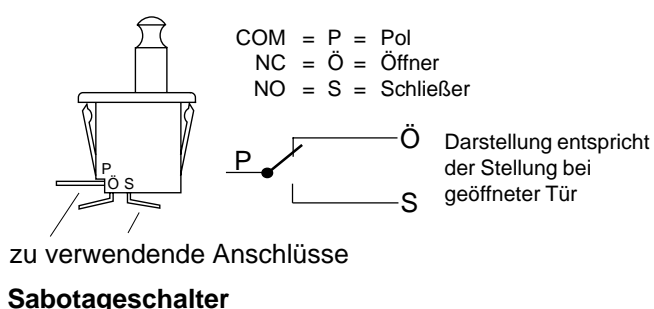 COM = P = Pol
NC = Ö = Öffner
NO = S = Schließer
P
Ö S
P
Ö
S
Darstellung entspricht
der Stellung bei
geöffneter Tür
zu verwendende Anschlüsse
Sabotageschalter